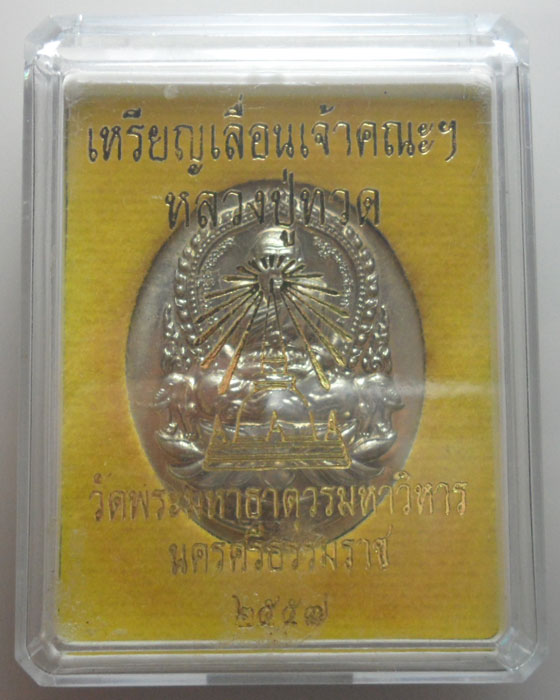 เหรียญเลื่อนเจ้าคณะฯ
หลวงปู่ทวด
วัดพระมหาธาตุวรมหาวิหาร
นครศรีธรรมราช
๒๕๕๗